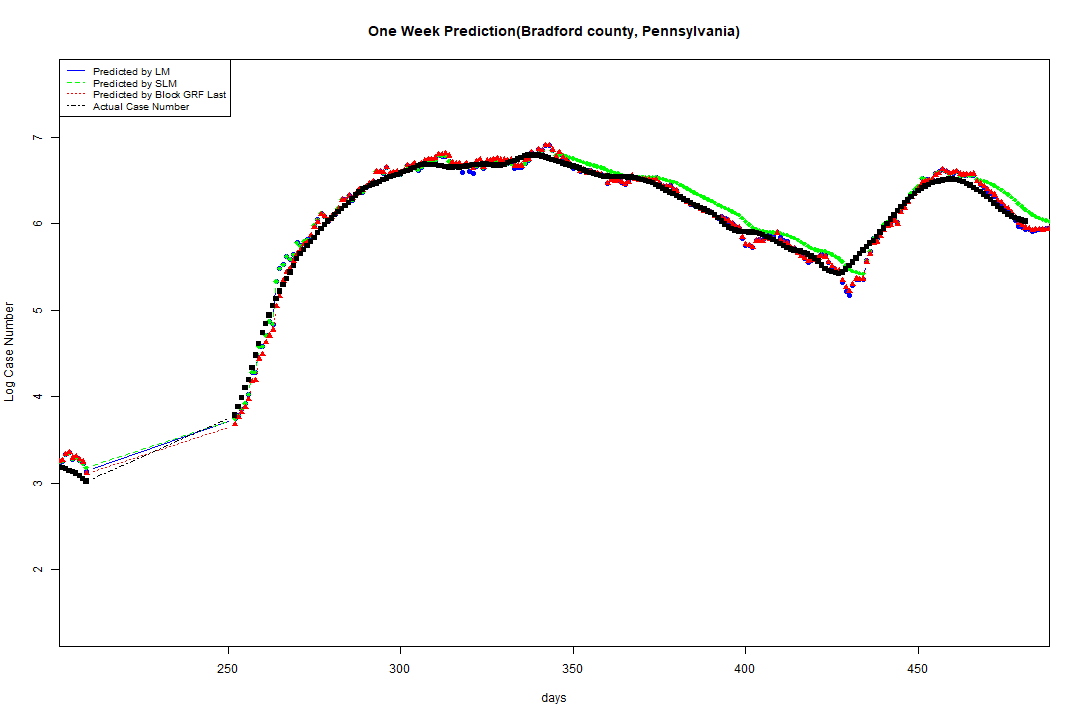 One Week Prediction(Bradford county, Pennsylvania)
Predicted by LM
Predicted by SLM
Predicted by Block GRF Last
Actual Case Number
7
6
5
4
3
2
Log Case Number
250 300 350 400 450
days